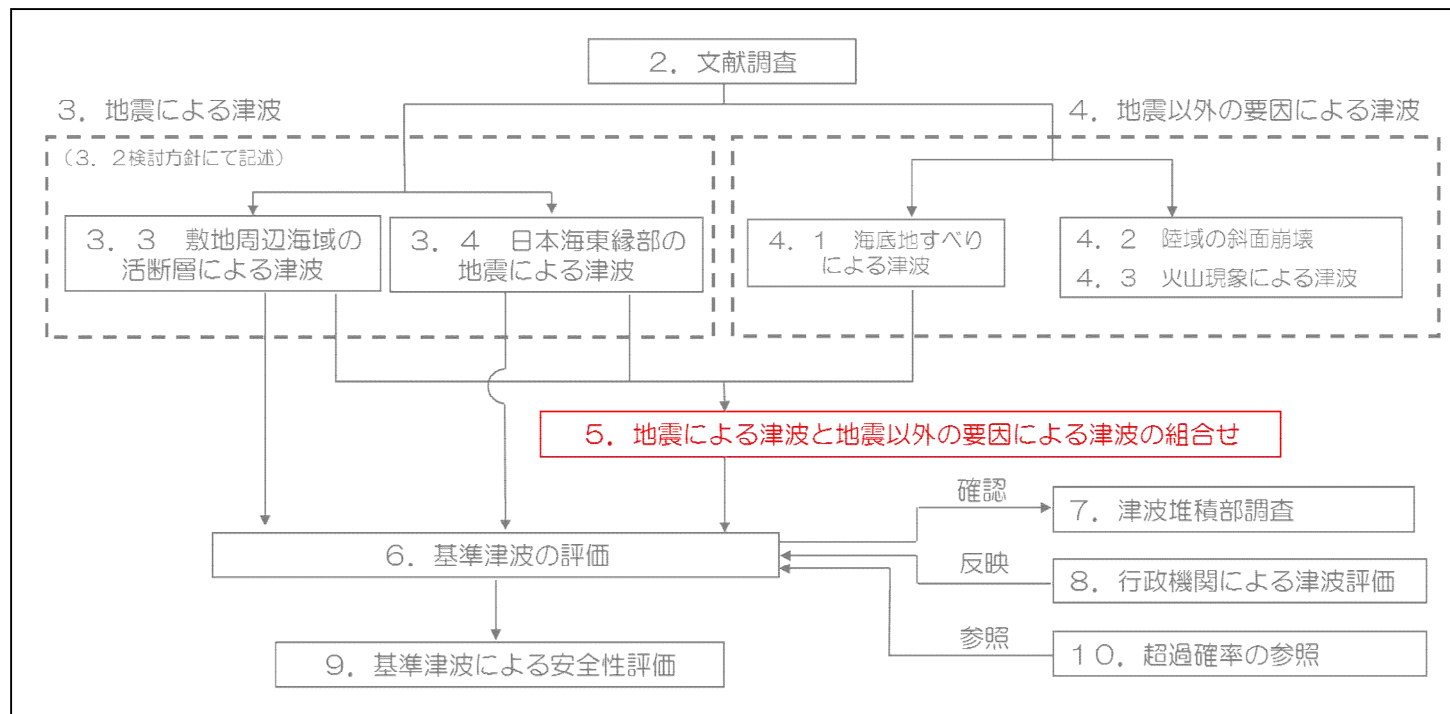 ２．文献調査
３．地震による津波
４．地震以外の要因による津波
（３．２検討方針にて記述）
３．３　敷地周辺海域の
活断層による津波
３．４　日本海東縁部の
地震による津波
４．１　海底地すべり
による津波
４．２　陸域の斜面崩壊
４．３　火山現象による津波
５．地震による津波と地震以外の要因による津波の組合せ
確認
７．津波堆積部調査
６．基準津波の評価
反映
８．行政機関による津波評価
参照
９．基準津波による安全性評価
１０．超過確率の参照